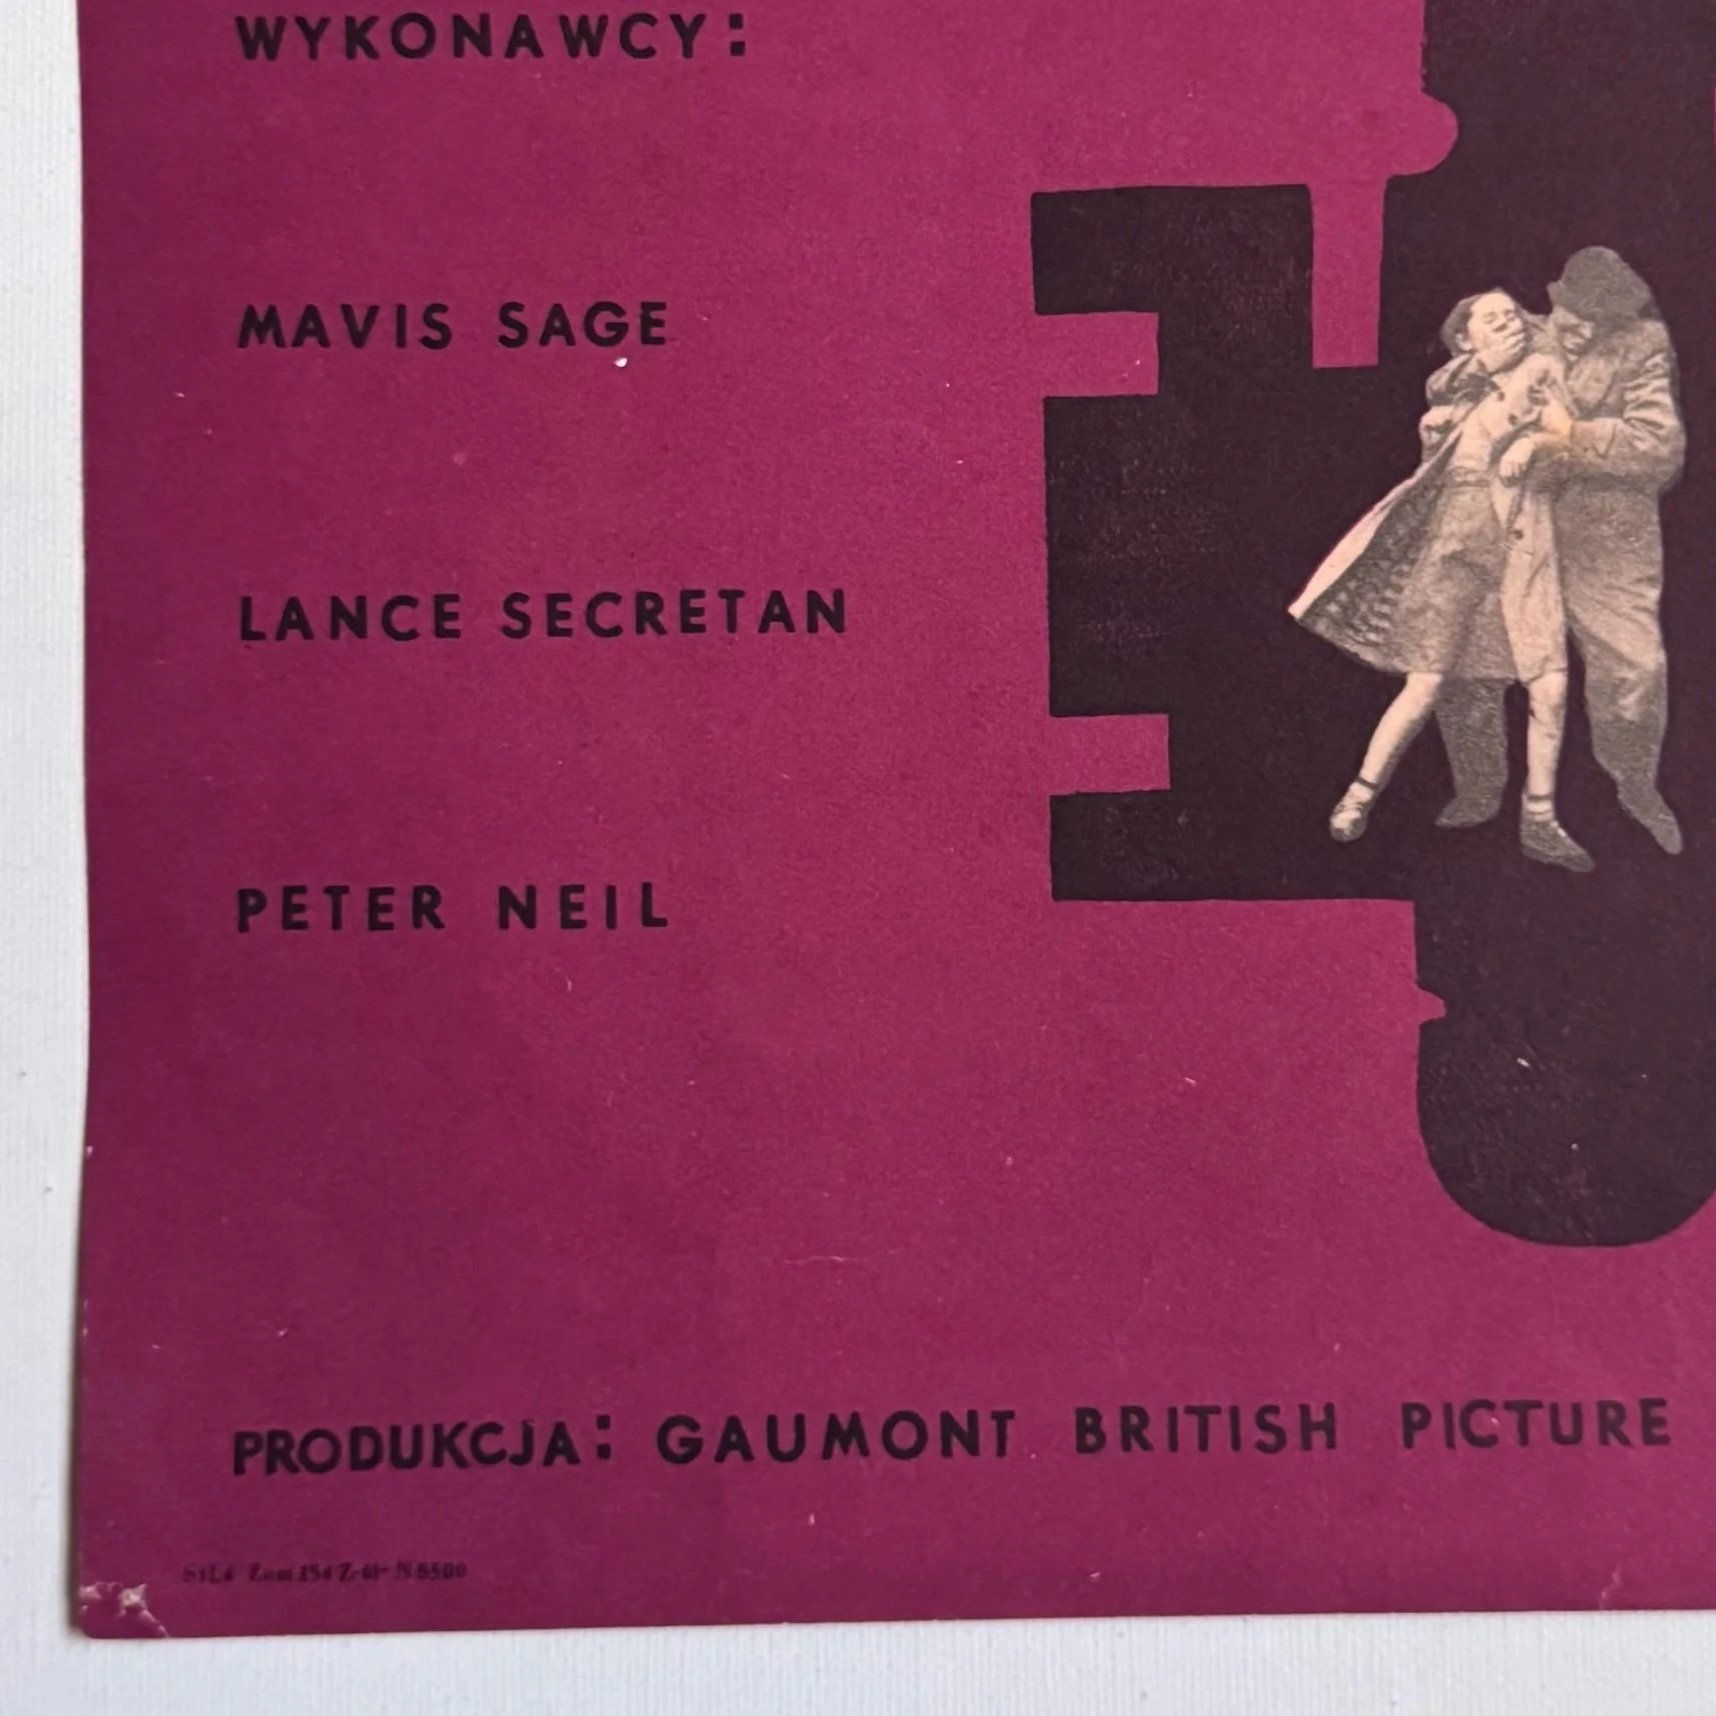 WYKONAWCY:
MAVIS SAGE
LANCE SECRETAN
PETER NEIL
PRODUKCJA: GAUMONT BRITISH PICTURE